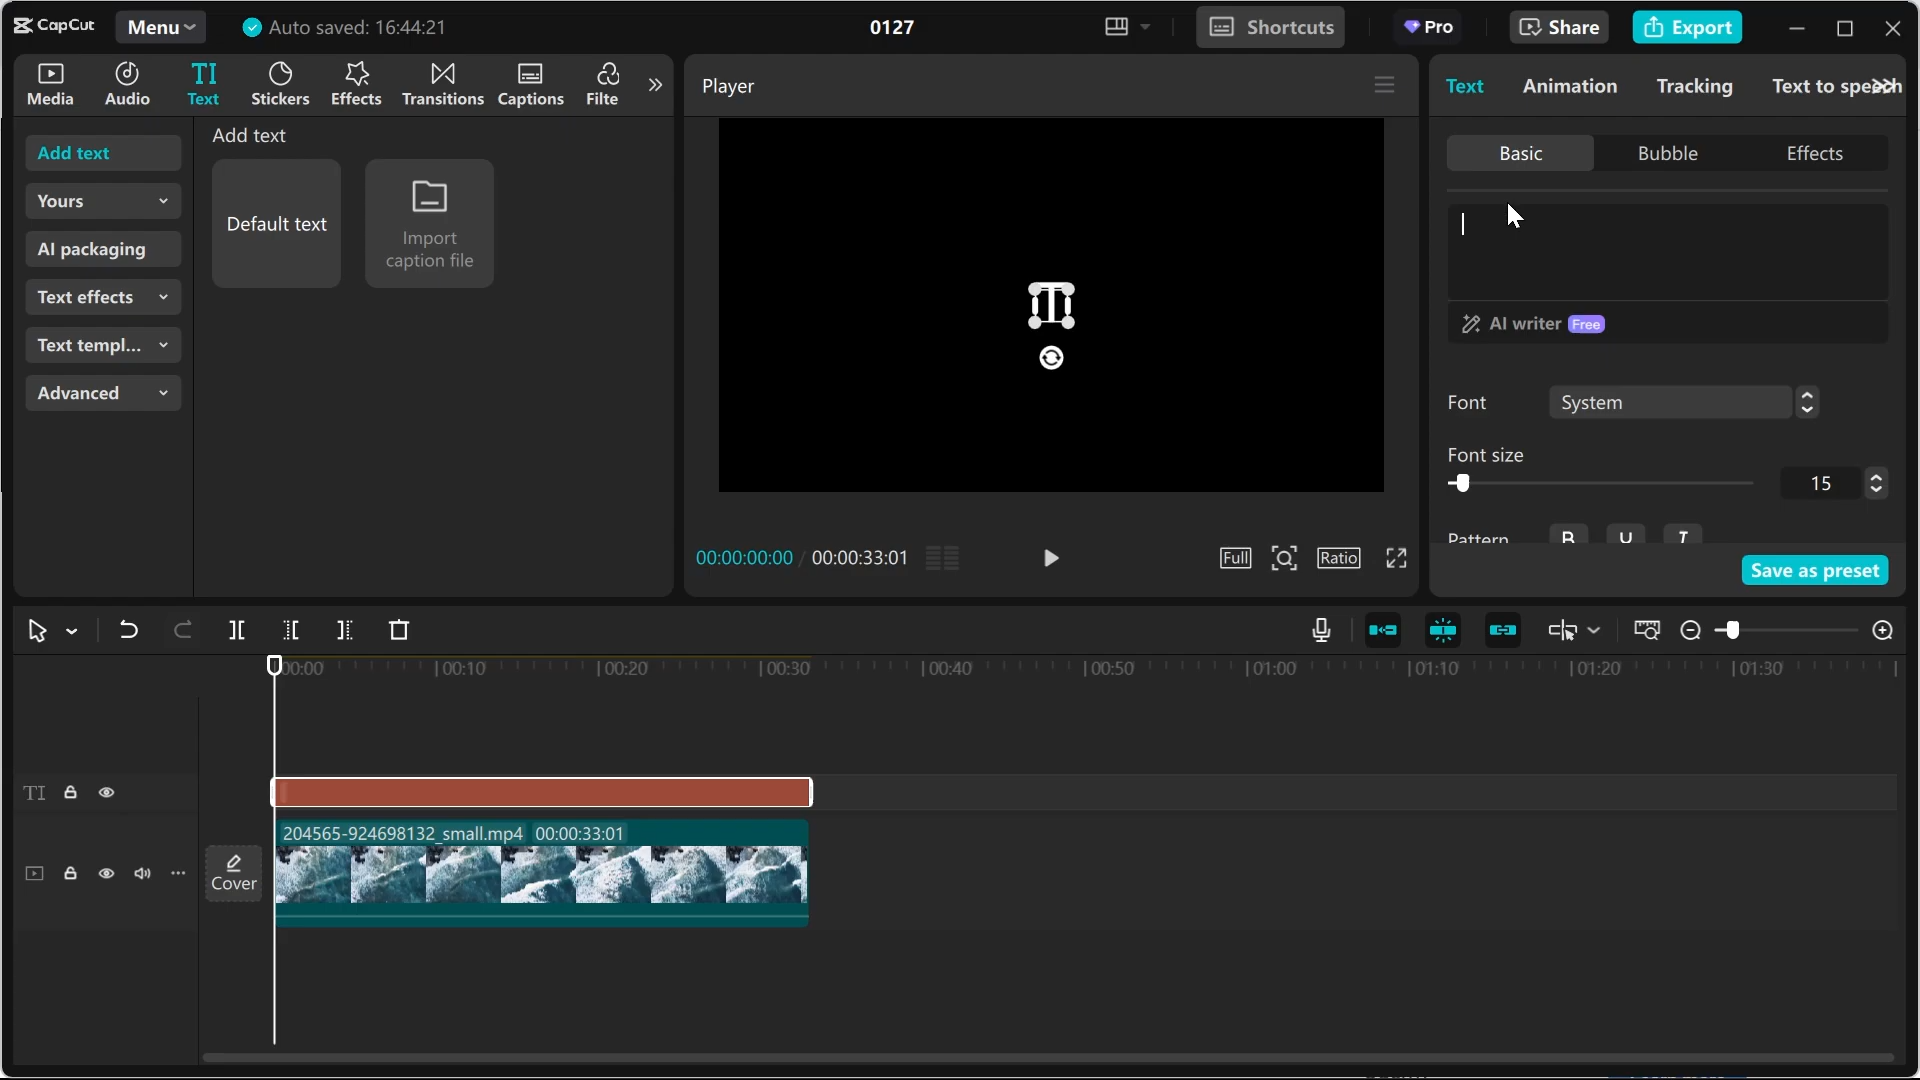 CapCut
Menu
Auto saved: 16:44:21
0127
Shortcuts
Pro
Share
Export
Media
Audio
TI
Text
Stickers
Effects
Transitions
Captions
Filte
Add text
Yours
AI packaging
Text effects
Text templ...
Advanced
Add text
Default text
Import
caption file
Player
00:00:00:00 / 00:00:33:01
Full
Ratio
Text
Animation
Tracking
Text to speech
Basic
Bubble
Effects
AI writer Free
Font
System
Font size
15
Pattern
B
U
I
Save as preset
00:00
00:10
00:20
00:30
00:40
00:50
01:00
01:10
01:20
01:30
TI
Cover
204565-924698132_small.mp4 00:00:33:01